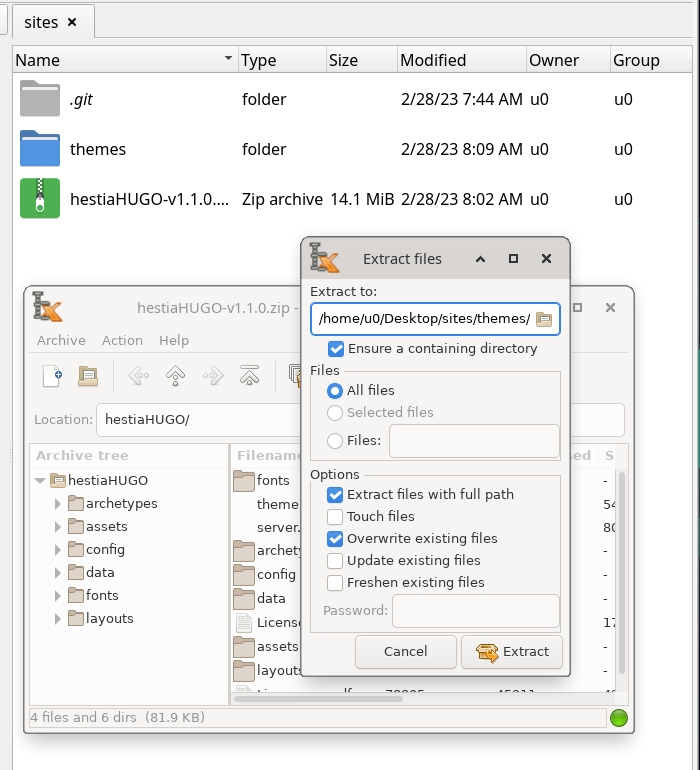 sites
Name Type Size Modified Owner Group
.git folder 2/28/23 7:44 AM u0 u0
themes folder 2/28/23 8:09 AM u0 u0
hestiaHUGO-v1.1.0.... Zip archive 14.1 MiB 2/28/23 8:02 AM u0 u0
hestiaHUGO-v1.1.0.zip -
Archive Action Help
Location: hestiaHUGO/
Archive tree
hestiaHUGO
archetypes
assets
config
data
fonts
layouts
Filename
fonts -
theme 54
server. 80
archety -
config -
data -
License 17
assets -
layouts -
4 files and 6 dirs (81.9 KB)
Extract files
Extract to:
/home/u0/Desktop/sites/themes/
Ensure a containing directory
Files
All files
Selected files
Files:
Options
Extract files with full path
Touch files
Overwrite existing files
Update existing files
Freshen existing files
Password:
Cancel Extract